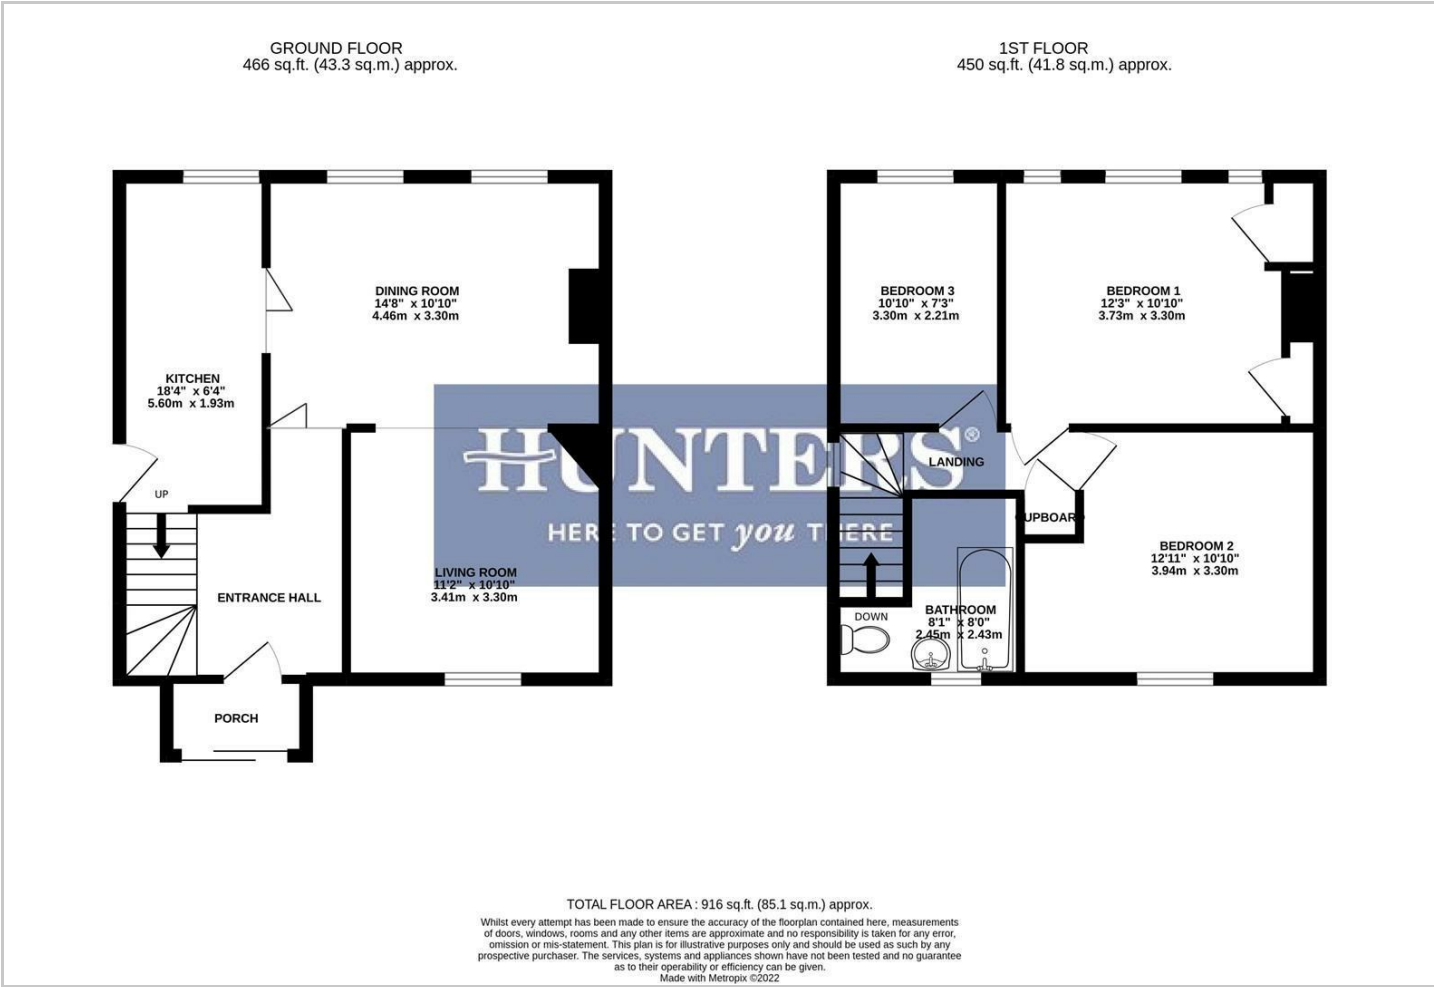 GROUND FLOOR
466 sq.ft. (43.3 sq.m.) approx.
1ST FLOOR
450 sq.ft. (41.8 sq.m.) approx.
DINING ROOM
14'8" x 10'10"
4.46m x 3.30m
KITCHEN
18'4" x 6'4"
5.60m x 1.93m
UP
ENTRANCE HALL
LIVING ROOM
11'2" x 10'10"
3.41m x 3.30m
PORCH
BEDROOM 3
10'10" x 7'3"
3.30m x 2.21m
BEDROOM 1
12'3" x 10'10"
3.73m x 3.30m
LANDING
CUPBOARD
BEDROOM 2
12'11" x 10'10"
3.94m x 3.30m
DOWN
BATHROOM
8'1" x 8'0"
2.45m x 2.43m
HUNTERS®
HERE TO GET you THERE
TOTAL FLOOR AREA : 916 sq.ft. (85.1 sq.m.) approx.
Whilst every attempt has been made to ensure the accuracy of the floorplan contained here, measurements
of doors, windows, rooms and any other items are approximate and no responsibility is taken for any error,
omission or mis-statement. This plan is for illustrative purposes only and should be used as such by any
prospective purchaser. The services, systems and appliances shown have not been tested and no guarantee
as to their operability or efficiency can be given.
Made with Metropix ©2022